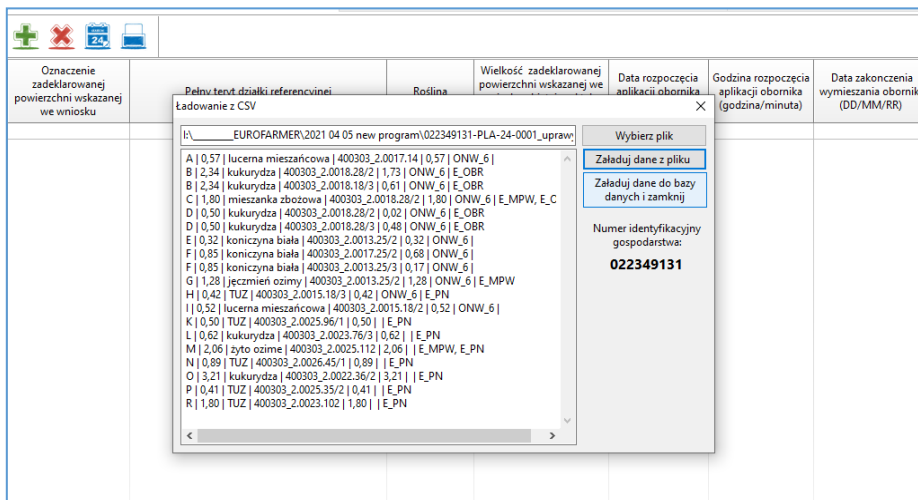 24
Oznaczenie
zadeklarowanej
powierzchni wskazanej
we wniosku
Pełny teryt działki referencyjnej
Roślina
Wielkość zadeklarowanej
powierzchni wskazanej we
Data rozpoczęcia
aplikacji obornika
Godzina rozpoczęcia
aplikacji obornika
(godzina/minuta)
Data zakonczenia
wymieszania obornik
(DD/MM/RR)
Ładowanie z CSV
I:\________EUROFARMER\2021 04 05 new program\022349131-PLA-24-0001_uprawy
Wybierz plik
Załaduj dane z pliku
Załaduj dane do bazy
danych i zamknij
Numer identyfikacyjny
gospodarstwa:
022349131
A | 0,57 | lucerna mieszańcowa | 400303_2.0017.14 | 0,57 | ONW_6 |
B | 2,34 | kukurydza | 400303_2.0018.28/2 | 1,73 | ONW_6 | E_OBR
B | 2,34 | kukurydza | 400303_2.0018.18/3 | 0,61 | ONW_6 | E_OBR
C | 1,80 | mieszanka zbożowa | 400303_2.0018.28/2 | 1,80 | ONW_6 | E_MPW, E_O
D | 0,50 | kukurydza | 400303_2.0018.28/2 | 0,02 | ONW_6 | E_OBR
D | 0,50 | kukurydza | 400303_2.0018.28/3 | 0,48 | ONW_6 | E_OBR
E | 0,32 | koniczyna biała | 400303_2.0013.25/2 | 0,32 | ONW_6 |
F | 0,85 | koniczyna biała | 400303_2.0017.25/2 | 0,68 | ONW_6 |
F | 0,85 | koniczyna biała | 400303_2.0013.25/3 | 0,17 | ONW_6 |
G | 1,28 | jęczmień ozimy | 400303_2.0013.25/2 | 1,28 | ONW_6 | E_MPW
H | 0,42 | TUZ | 400303_2.0015.18/3 | 0,42 | ONW_6 | E_PN
I | 0,52 | lucerna mieszańcowa | 400303_2.0015.18/2 | 0,52 | ONW_6 |
K | 0,50 | TUZ | 400303_2.0025.96/1 | 0,50 | | E_PN
L | 0,62 | kukurydza | 400303_2.0023.76/3 | 0,62 | | E_PN
M | 2,06 | żyto ozime | 400303_2.0025.112 | 2,06 | | E_MPW, E_PN
N | 0,89 | TUZ | 400303_2.0026.45/1 | 0,89 | | E_PN
O | 3,21 | kukurydza | 400303_2.0022.36/2 | 3,21 | | E_PN
P | 0,41 | TUZ | 400303_2.0025.35/2 | 0,41 | | E_PN
R | 1,80 | TUZ | 400303_2.0023.102 | 1,80 | | E_PN